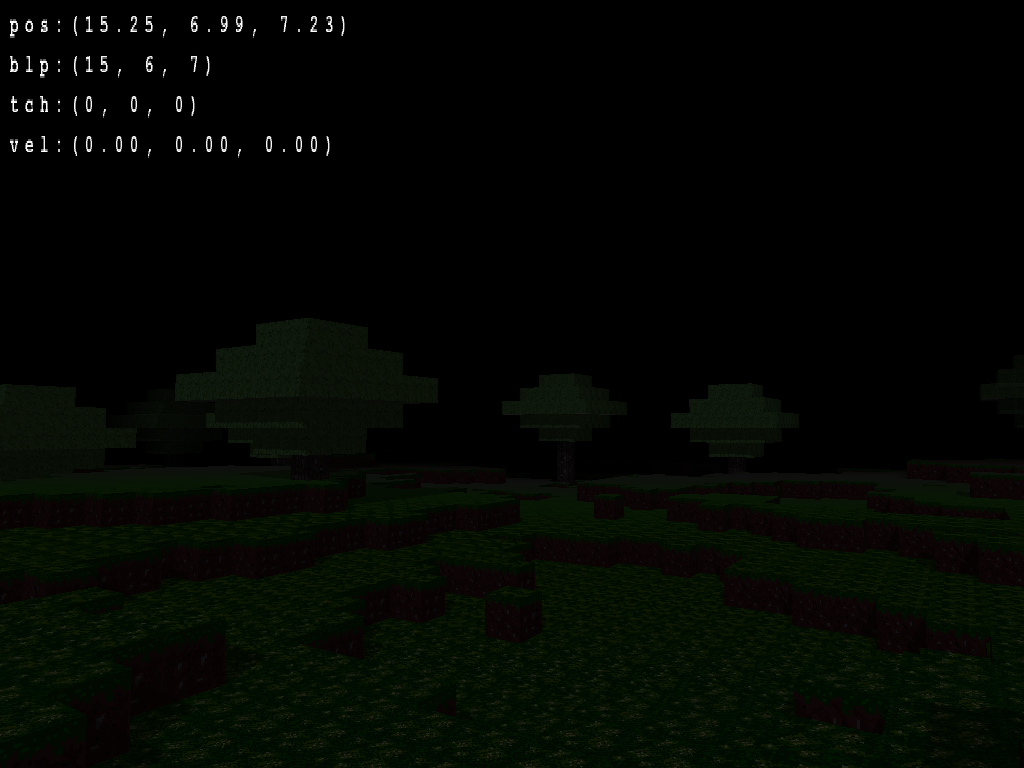 pos:(15.25, 6.99, 7.23)
blp:(15, 6, 7)
tch:(0, 0, 0)
vel:(0.00, 0.00, 0.00)